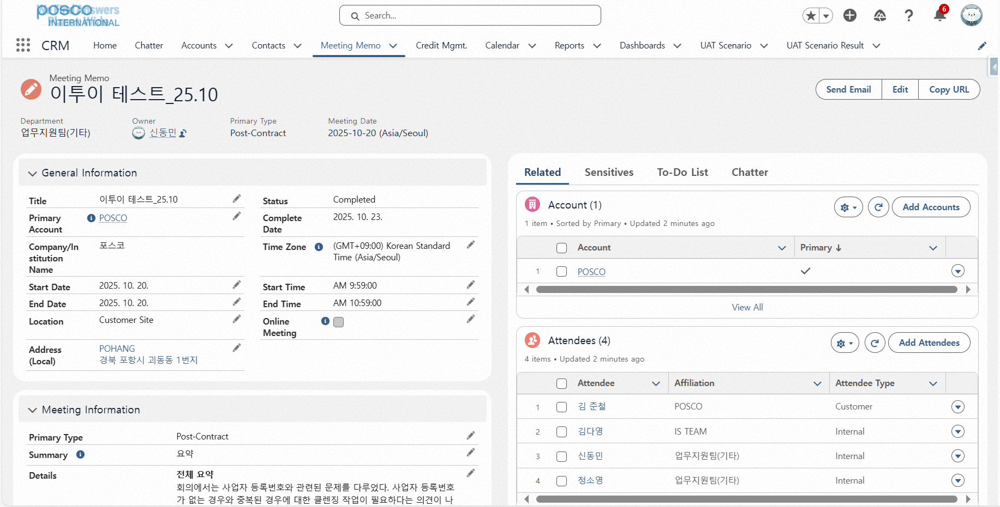 posco
INTERNATIONAL
Search...
6
CRM
Home
Chatter
Accounts
Contacts
Meeting Memo
Credit Mgmt.
Calendar
Reports
Dashboards
UAT Scenario
UAT Scenario Result
Meeting Memo
이투이 테스트_25.10
Send Email
Edit
Copy URL
Department
업무지원팀(기타)
Owner
신동민
Primary Type
Post-Contract
Meeting Date
2025-10-20 (Asia/Seoul)
General Information
Title
이투이 테스트_25.10
Status
Completed
Primary
Account
POSCO
Complete
Date
2025. 10. 23.
Company/In
stitution
Name
포스코
Time Zone
(GMT+09:00) Korean Standard
Time (Asia/Seoul)
Start Date
2025. 10. 20.
Start Time
AM 9:59:00
End Date
2025. 10. 20.
End Time
AM 10:59:00
Location
Customer Site
Online
Meeting
Address
(Local)
POHANG
경북 포항시 괴동동 1번지
Meeting Information
Primary Type
Post-Contract
Summary
요약
Details
전체 요약
회의에서는 사업자 등록번호와 관련된 문제를 다루었다. 사업자 등록번호
가 없는 경우와 중복된 경우에 대한 클렌징 작업이 필요하다는 의견이 나
Related
Sensitives
To-Do List
Chatter
Account (1)
1 item • Sorted by Primary • Updated 2 minutes ago
Add Accounts
Account
Primary
1
POSCO
View All
Attendees (4)
4 items • Updated 2 minutes ago
Add Attendees
Attendee
Affiliation
Attendee Type
1
김 준철
POSCO
Customer
2
김다영
IS TEAM
Internal
3
신동민
업무지원팀(기타)
Internal
4
정소영
업무지원팀(기타)
Internal